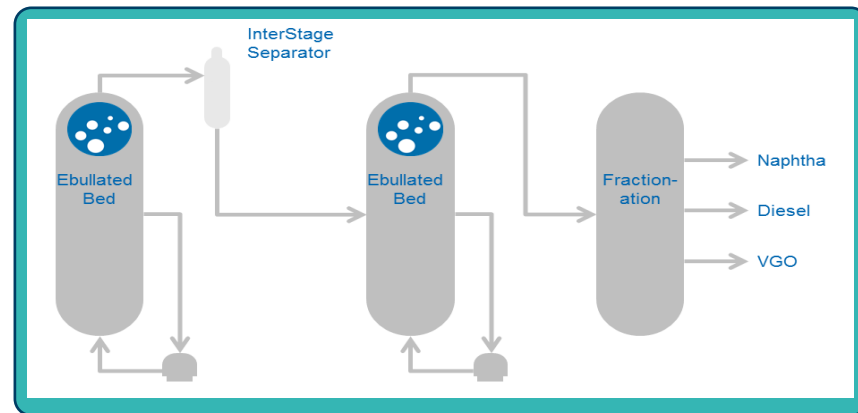 InterStage
Separator
Ebullated
Bed
Ebullated
Bed
Fraction-
ation
Naphtha
Diesel
VGO